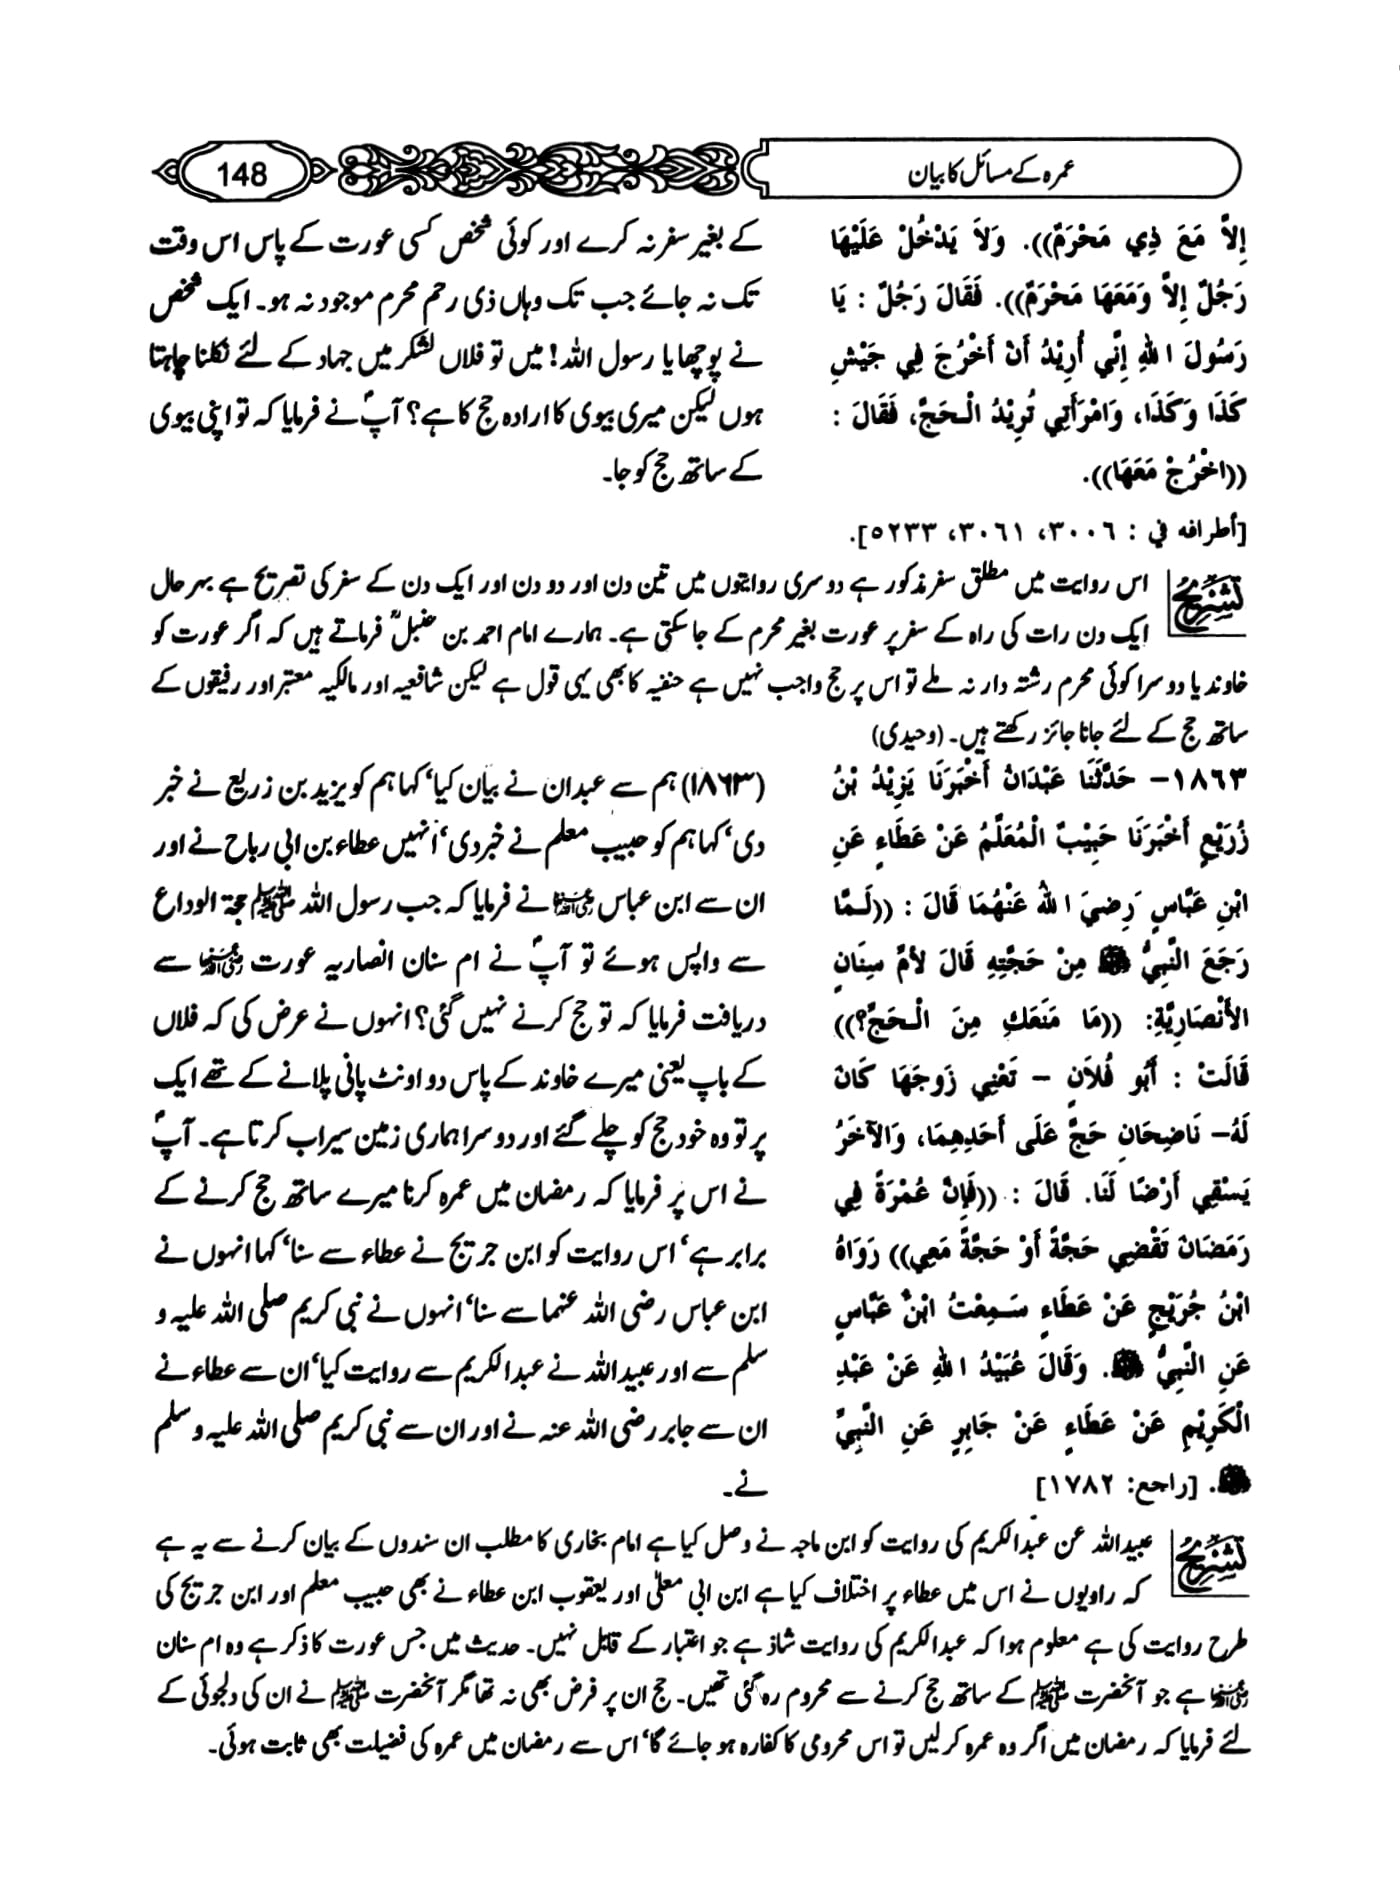 عمرہ کے مسائل کا بیان
148
إِلاَّ مَعَ ذِي مَحْرَمٌ)). وَلاَ يَدْخُلْ عَلَيْهَا
رَجُلٌ إِلاَّ وَمَعَهَا مَحْرَمٌ)). فَقَالَ رَجُلٌ : يَا
رَسُولَ اللهِ إِنِّي أُرِيْدُ أَنْ أَخْرُجَ فِي جَيْشِ
كَذَا وَكَذَا، وَامْرَأَتِي تُرِيْدُ الْـحَجَّ، فَقَالَ :
((اخْرُجْ مَعَهَا)).
[أطرافه في : ٣٠٠٦، ٣٠٦١، ٥٢٣٣].
کے بغیر سفر نہ کرے اور کوئی شخص کسی عورت کے پاس اس وقت
تک نہ جائے جب تک وہاں ذی رحم محرم موجود نہ ہو۔ ایک شخص
نے پوچھا یا رسول اللہ! میں تو فلاں لشکر میں جہاد کے لئے نکلنا چاہتا
ہوں لیکن میری بیوی کا ارادہ حج کا ہے؟ آپؐ نے فرمایا کہ تو اپنی بیوی
کے ساتھ حج کو جا۔
تشریح
اس روایت میں مطلق سفر مذکور ہے دوسری روایتوں میں تین دن اور دو دن اور ایک دن کے سفر کی تصریح ہے بہر حال
ایک دن رات کی راہ کے سفر پر عورت بغیر محرم کے جا سکتی ہے۔ ہمارے امام احمد بن حنبلؒ فرماتے ہیں کہ اگر عورت کو
خاوند یا دوسرا کوئی محرم رشتہ دار نہ ملے تو اس پر حج واجب نہیں ہے حنفیہ کا بھی یہی قول ہے لیکن شافعیہ اور مالکیہ معتبر اور رفیقوں کے
ساتھ حج کے لئے جانا جائز رکھتے ہیں۔ (وحیدی)
١٨٦٣- حَدَّثَنَا عَبْدَانُ أَخْبَرَنَا يَزِيْدُ بْنُ
زُرَيْعٍ أَخْبَرَنَا حَبِيْبٌ الْمُعَلِّمُ عَنْ عَطَاءٍ عَنِ
ابْنِ عَبَّاسٍ رَضِيَ اللهُ عَنْهُمَا قَالَ : ((لَـمَّا
رَجَعَ النَّبِيُّ ﷺ مِنْ حَجَّتِهِ قَالَ لأُمِّ سِنَانٍ
الأَنْصَارِيَّةِ: ((مَا مَنَعَكِ مِنَ الْـحَجِّ؟))
قَالَتْ : أَبُو فُلاَنٍ – تَعْنِي زَوجَهَا كَانَ
لَهُ- نَاضِحَانِ حَجَّ عَلَى أَحَدِهِمَا، وَالآخَرُ
يَسْقِي أَرْضًا لَنَا. قَالَ : ((فَإِنَّ عُمْرَةً فِي
رَمَضَانَ تَقْضِي حَجَّةً أَوْ حَجَّةً مَعِي)) رَوَاهُ
ابْنُ جُرَيْجٍ عَنْ عَطَاءٍ سَـمِعْتُ ابْنُ عَبَّاسٍ
عَنِ النَّبِيِّ ﷺ. وَقَالَ عُبَيْدُ اللهِ عَنْ عَبْدِ
الْكَرِيْمِ عَنْ عَطَاءٍ عَنْ جَابِرٍ عَنِ النَّبِيِّ
ﷺ. [راجع: ١٧٨٢]
(۱۸۶۳) ہم سے عبدان نے بیان کیا‘ کہا ہم کو یزید بن زریع نے خبر
دی‘ کہا ہم کو حبیب معلم نے خبر دی‘ انہیں عطاء بن ابی رباح نے اور
ان سے ابن عباس رضی اللہ عنہما نے فرمایا کہ جب رسول اللہ ﷺ حجۃ الوداع
سے واپس ہوئے تو آپؐ نے ام سنان انصاریہ عورت رضی اللہ عنہا سے
دریافت فرمایا کہ تو حج کرنے نہیں گئی؟ انہوں نے عرض کی کہ فلاں
کے باپ یعنی میرے خاوند کے پاس دو اونٹ پانی پلانے کے تھے ایک
پر تو وہ خود حج کو چلے گئے اور دوسرا ہماری زمین سیراب کرتا ہے۔ آپؐ
نے اس پر فرمایا کہ رمضان میں عمرہ کرنا میرے ساتھ حج کرنے کے
برابر ہے‘ اس روایت کو ابن جریج نے عطاء سے سنا‘ کہا انہوں نے
ابن عباس رضی اللہ عنہما سے سنا‘ انہوں نے نبی کریم صلی اللہ علیہ و
سلم سے اور عبیداللہ نے عبدالکریم سے روایت کیا‘ ان سے عطاء نے
ان سے جابر رضی اللہ عنہ نے اور ان سے نبی کریم صلی اللہ علیہ و سلم
نے۔
تشریح
عبیداللہ عن عبدالکریم کی روایت کو ابن ماجہ نے وصل کیا ہے امام بخاری کا مطلب ان سندوں کے بیان کرنے سے یہ ہے
کہ راویوں نے اس میں عطاء پر اختلاف کیا ہے ابن ابی معلیٰ اور یعقوب ابن عطاء نے بھی حبیب معلم اور ابن جریج کی
طرح روایت کی ہے معلوم ہوا کہ عبدالکریم کی روایت شاذ ہے جو اعتبار کے قابل نہیں۔ حدیث میں جس عورت کا ذکر ہے وہ ام سنان
رضی اللہ عنہا ہے جو آنحضرت ﷺ کے ساتھ حج کرنے سے محروم رہ گئی تھیں۔ حج ان پر فرض بھی نہ تھا مگر آنحضرت ﷺ نے ان کی دلجوئی کے
لئے فرمایا کہ رمضان میں اگر وہ عمرہ کر لیں تو اس محرومی کا کفارہ ہو جائے گا‘ اس سے رمضان میں عمرہ کی فضیلت بھی ثابت ہوئی۔